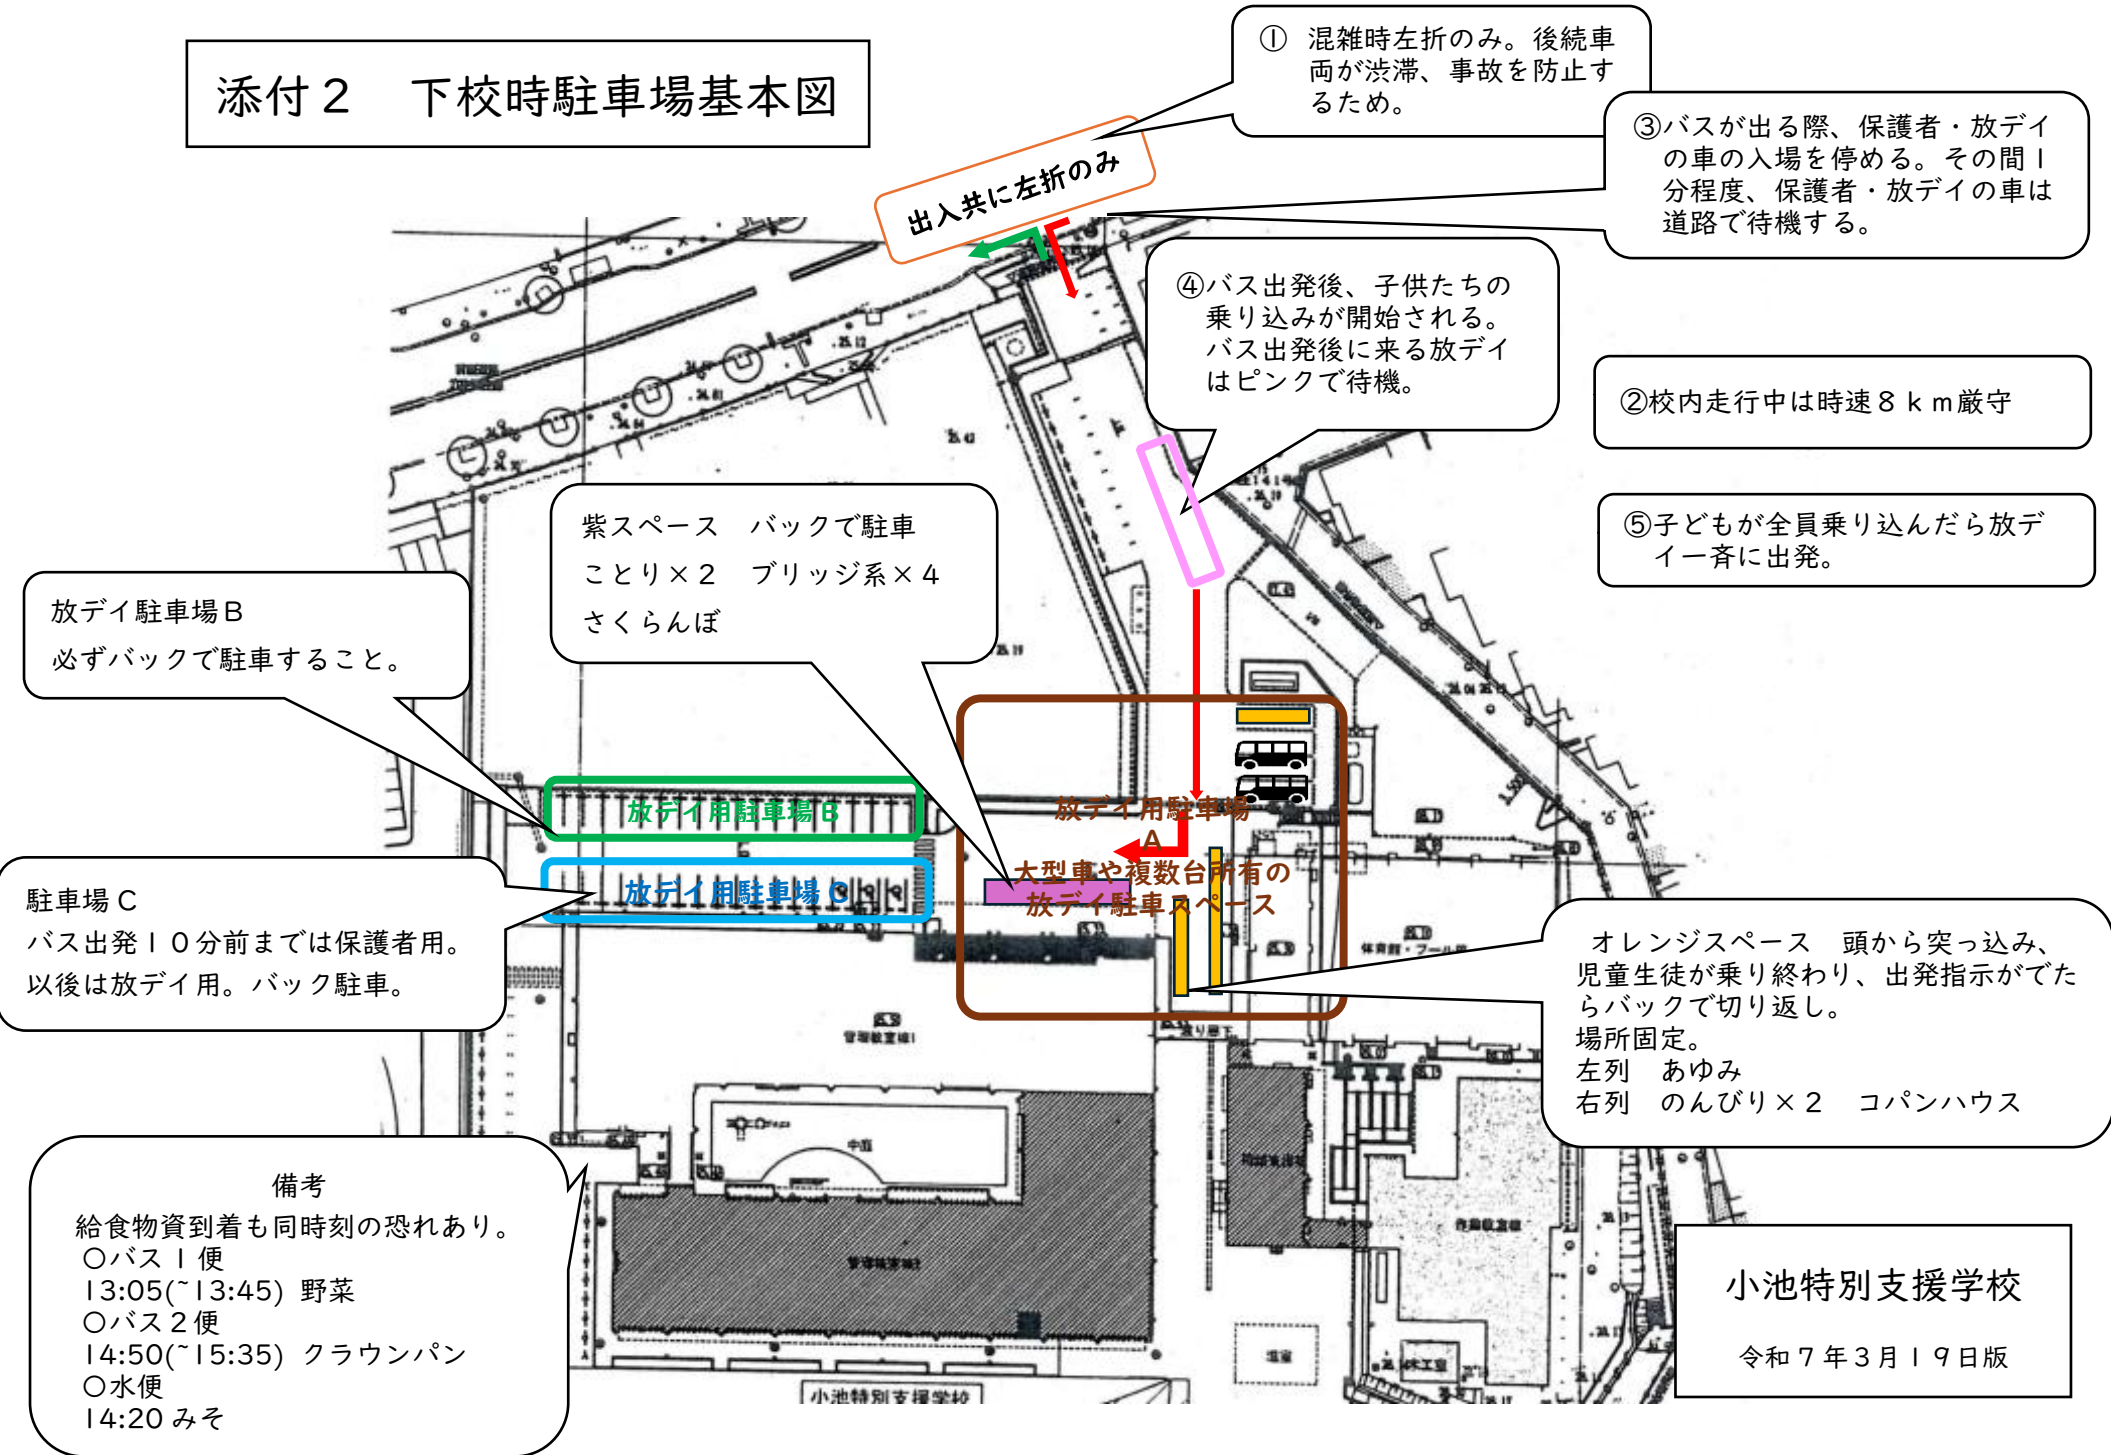 添付２　下校時駐車場基本図
①　混雑時左折のみ。後続車
両が渋滞、事故を防止す
るため。
③バスが出る際、保護者・放デイ
の車の入場を停める。その間１
分程度、保護者・放デイの車は
道路で待機する。
出入共に左折のみ
④バス出発後、子供たちの
乗り込みが開始される。
バス出発後に来る放デイ
はピンクで待機。
②校内走行中は時速８ｋｍ厳守
⑤子どもが全員乗り込んだら放デ
イ一斉に出発。
紫スペース　バックで駐車
ことり×２　ブリッジ系×４
さくらんぼ
放デイ駐車場Ｂ
必ずバックで駐車すること。
放デイ用駐車場Ｂ
放デイ用駐車場Ｃ
放デイ用駐車場
Ａ
大型車や複数台所有の
放デイ駐車スペース
駐車場Ｃ
バス出発１０分前までは保護者用。
以後は放デイ用。バック駐車。
オレンジスペース　頭から突っ込み、
児童生徒が乗り終わり、出発指示がでた
らバックで切り返し。
場所固定。
左列　あゆみ
右列　のんびり×２　コパンハウス
備考
給食物資到着も同時刻の恐れあり。
〇バス１便
13:05(~13:45) 野菜
〇バス２便
14:50(~15:35) クラウンパン
〇水便
14:20 みそ
中庭
温室
木工室
小池特別支援学校
小池特別支援学校
令和７年３月１９日版